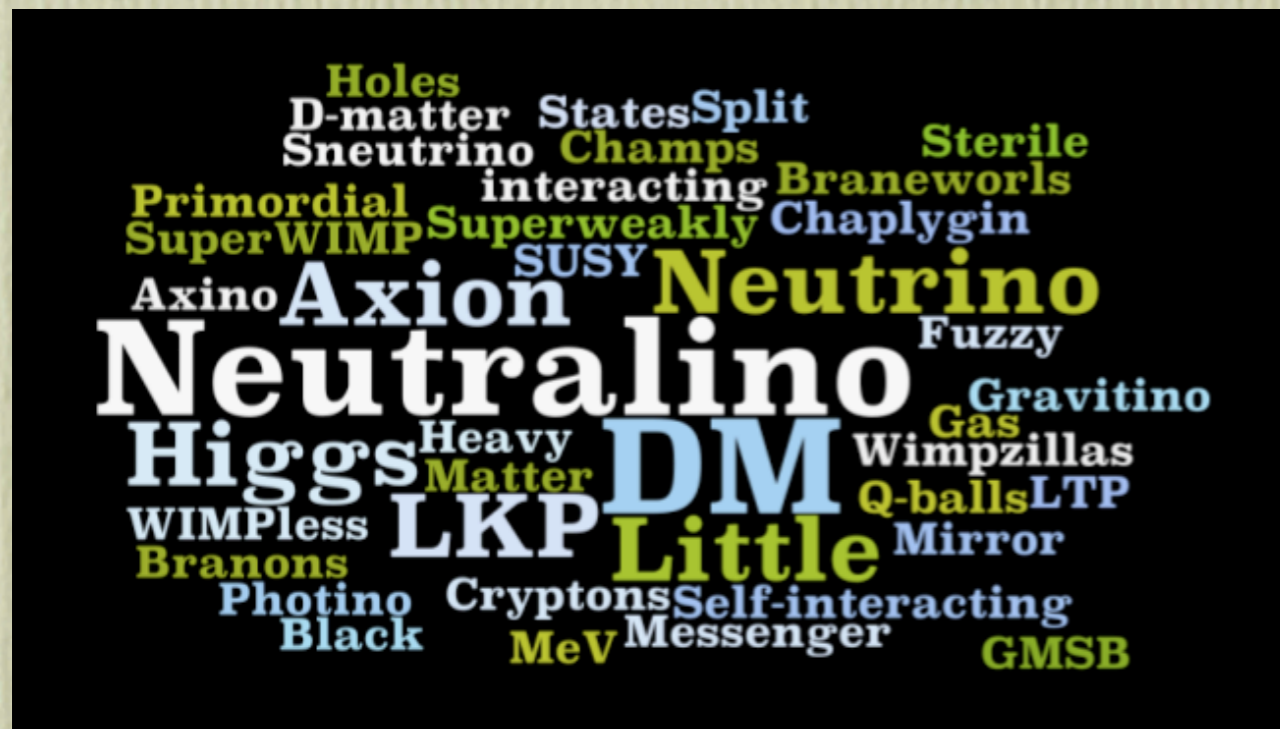 Holes
D-matter States Split
Sneutrino Champs Sterile
interacting Braneworls
Primordial Superweakly Chaplygin
SuperWIMP SUSY
Axino Axion Neutrino
Neutralino Fuzzy
Gravitino
Higgs Heavy DM Gas
Matter Wimpzillas
WIMPless LKP Q-balls LTP
Branons Little Mirror
Photino Cryptons Self-interacting
Black MeV Messenger GMSB